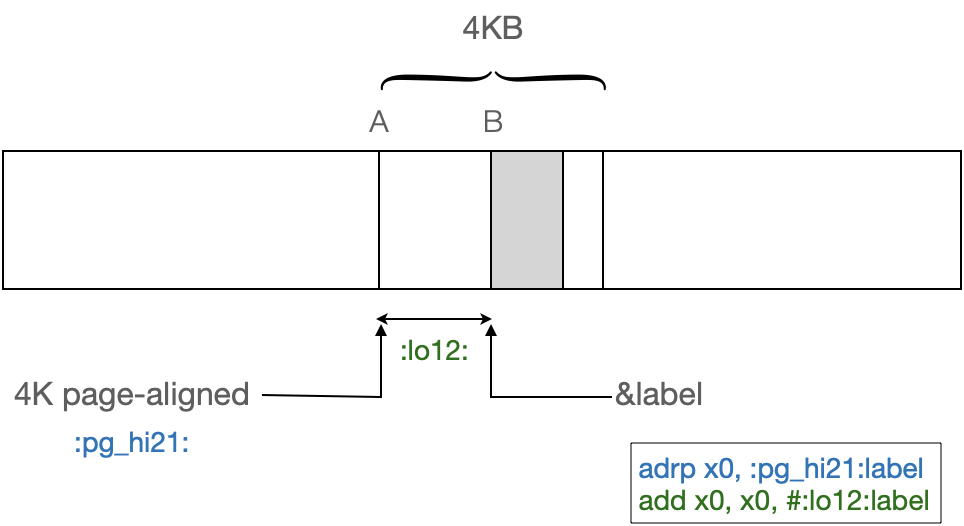 4KB
A
B
:lo12:
4K page-aligned
&label
:pg_hi21:
adrp x0, :pg_hi21:label
add x0, x0, #:lo12:label